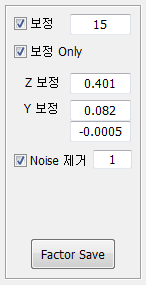 보정 15
보정 Only
Z 보정 0.401
Y 보정 0.082
-0.0005
Noise 제거 1
Factor Save